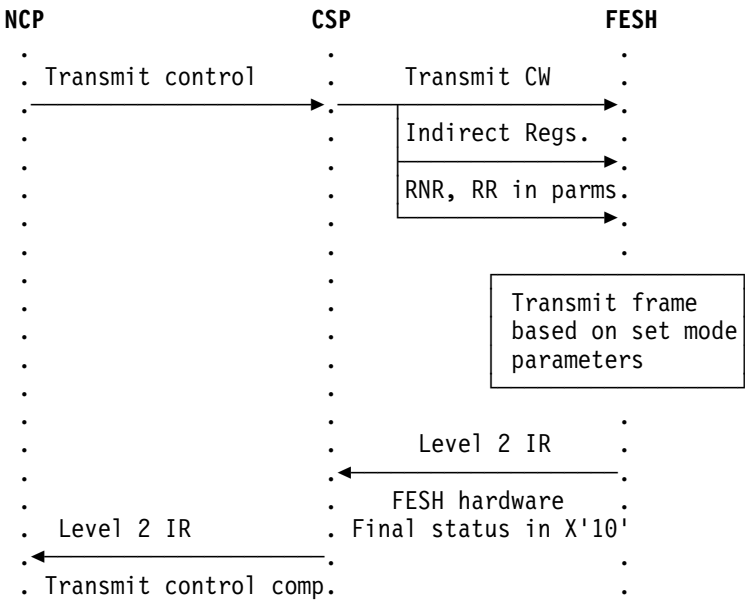 NCP CSP FESH
Transmit control Transmit CW
Indirect Regs.
RNR, RR in parms
Transmit frame
based on set mode
parameters
Level 2 IR
FESH hardware
Level 2 IR Final status in X'10'
Transmit control comp.